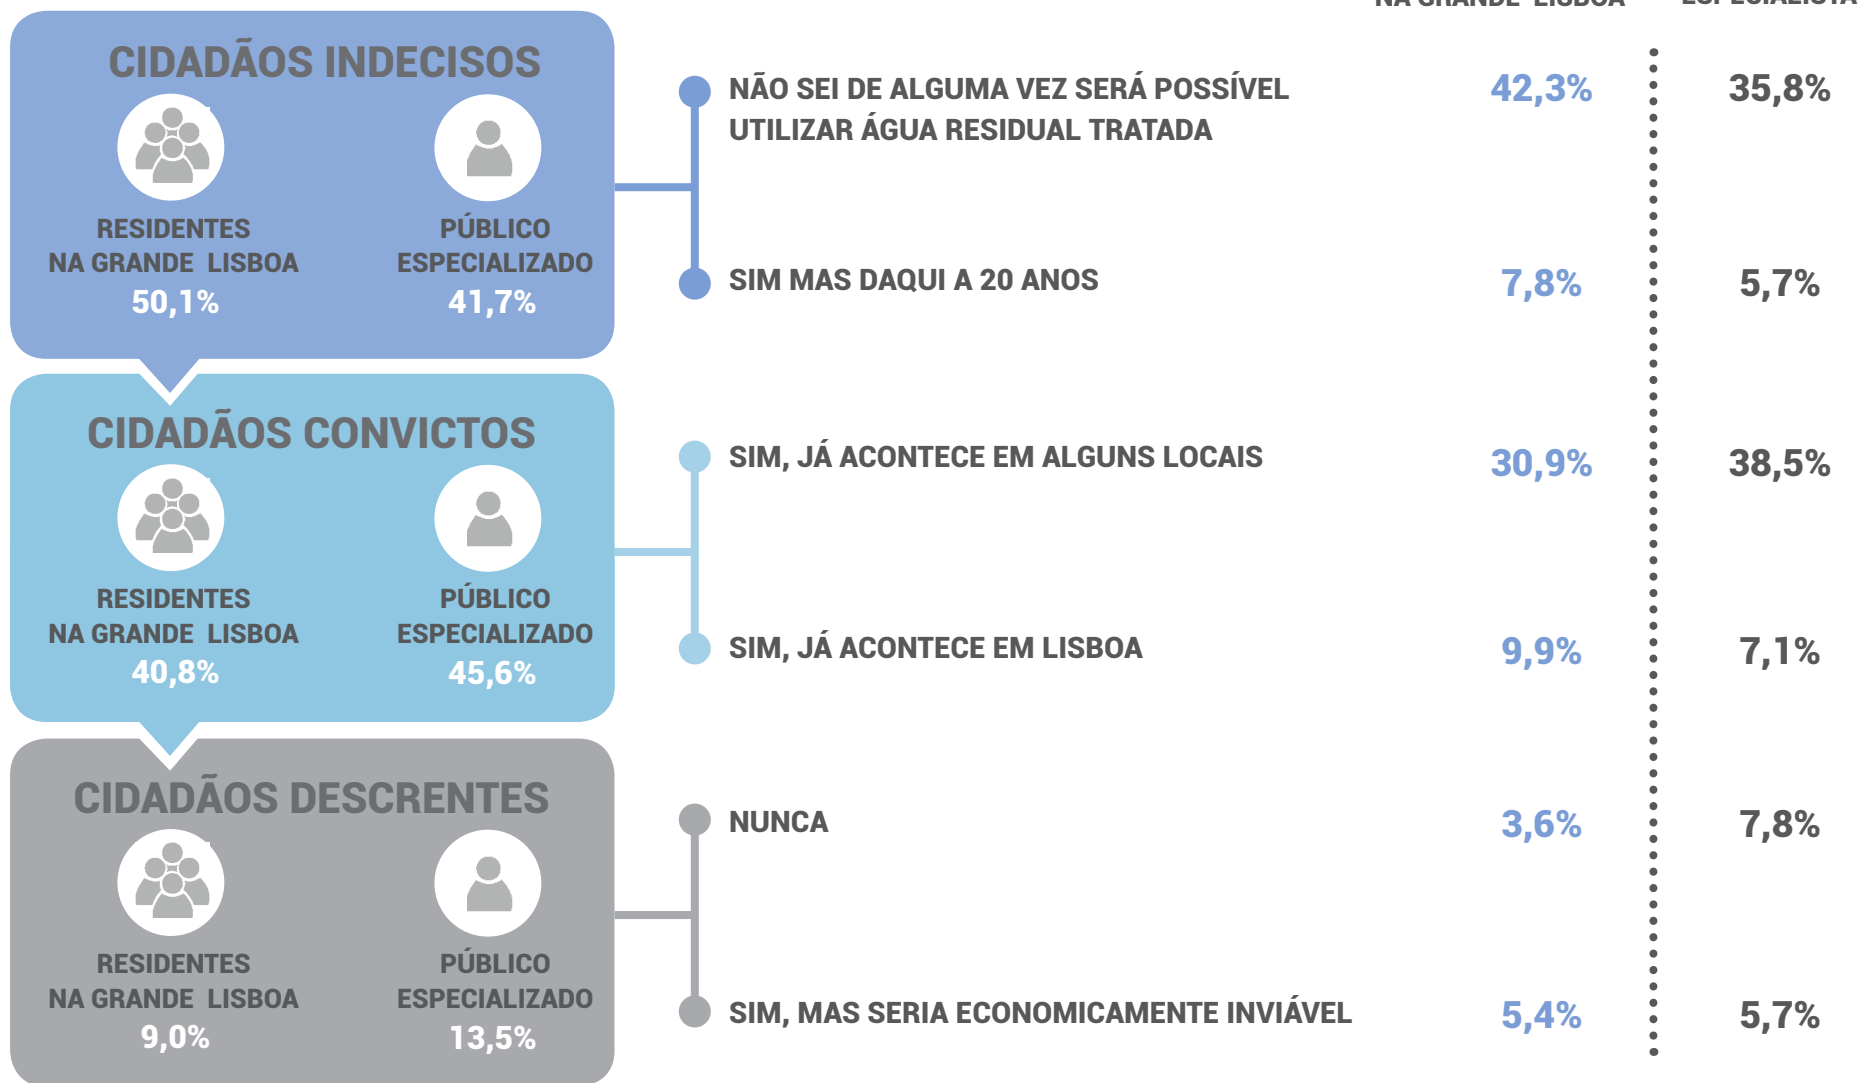 NA GRANDE LISBOA
ESPECIALISTA
CIDADÃOS INDECISOS
RESIDENTES
NA GRANDE LISBOA
50,1%
PÚBLICO
ESPECIALIZADO
41,7%
NÃO SEI DE ALGUMA VEZ SERÁ POSSÍVEL
UTILIZAR ÁGUA RESIDUAL TRATADA
42,3%
35,8%
SIM MAS DAQUI A 20 ANOS
7,8%
5,7%
CIDADÃOS CONVICTOS
RESIDENTES
NA GRANDE LISBOA
40,8%
PÚBLICO
ESPECIALIZADO
45,6%
SIM, JÁ ACONTECE EM ALGUNS LOCAIS
30,9%
38,5%
SIM, JÁ ACONTECE EM LISBOA
9,9%
7,1%
CIDADÃOS DESCRENTES
RESIDENTES
NA GRANDE LISBOA
9,0%
PÚBLICO
ESPECIALIZADO
13,5%
NUNCA
3,6%
7,8%
SIM, MAS SERIA ECONOMICAMENTE INVIÁVEL
5,4%
5,7%